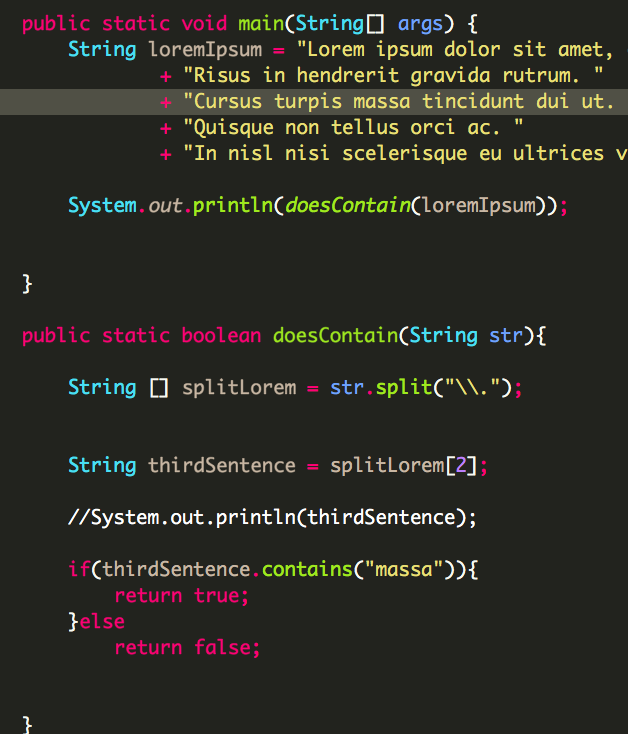 public static void main(String[] args) {
String loremIpsum = "Lorem ipsum dolor sit amet,
+ "Risus in hendrerit gravida rutrum. "
+ "Cursus turpis massa tincidunt dui ut.
+ "Quisque non tellus orci ac. "
+ "In nisl nisi scelerisque eu ultrices v
System.out.println(doesContain(loremIpsum));
}
public static boolean doesContain(String str){
String [] splitLorem = str.split("\\.");
String thirdSentence = splitLorem[2];
//System.out.println(thirdSentence);
if(thirdSentence.contains("massa")){
return true;
}else
return false;
}